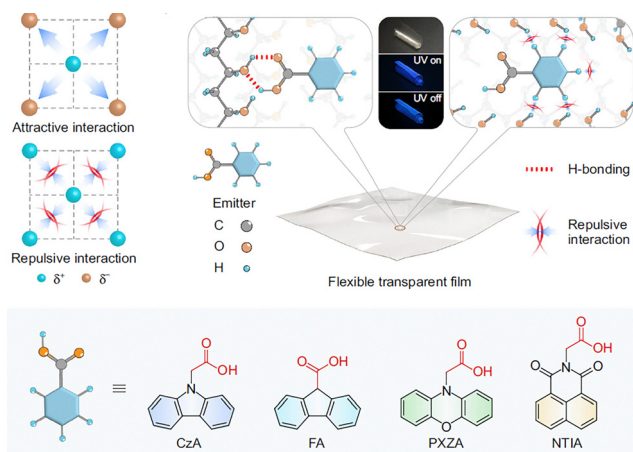 Attractive interaction
Repulsive interaction
δ⁺ δ⁻
UV on
UV off
Emitter
C
O
H
H-bonding
Repulsive
interaction
Flexible transparent film
≡
O
OH
N
CzA
O
OH
FA
O
OH
N
O
PXZA
O
OH
O N O
NTIA